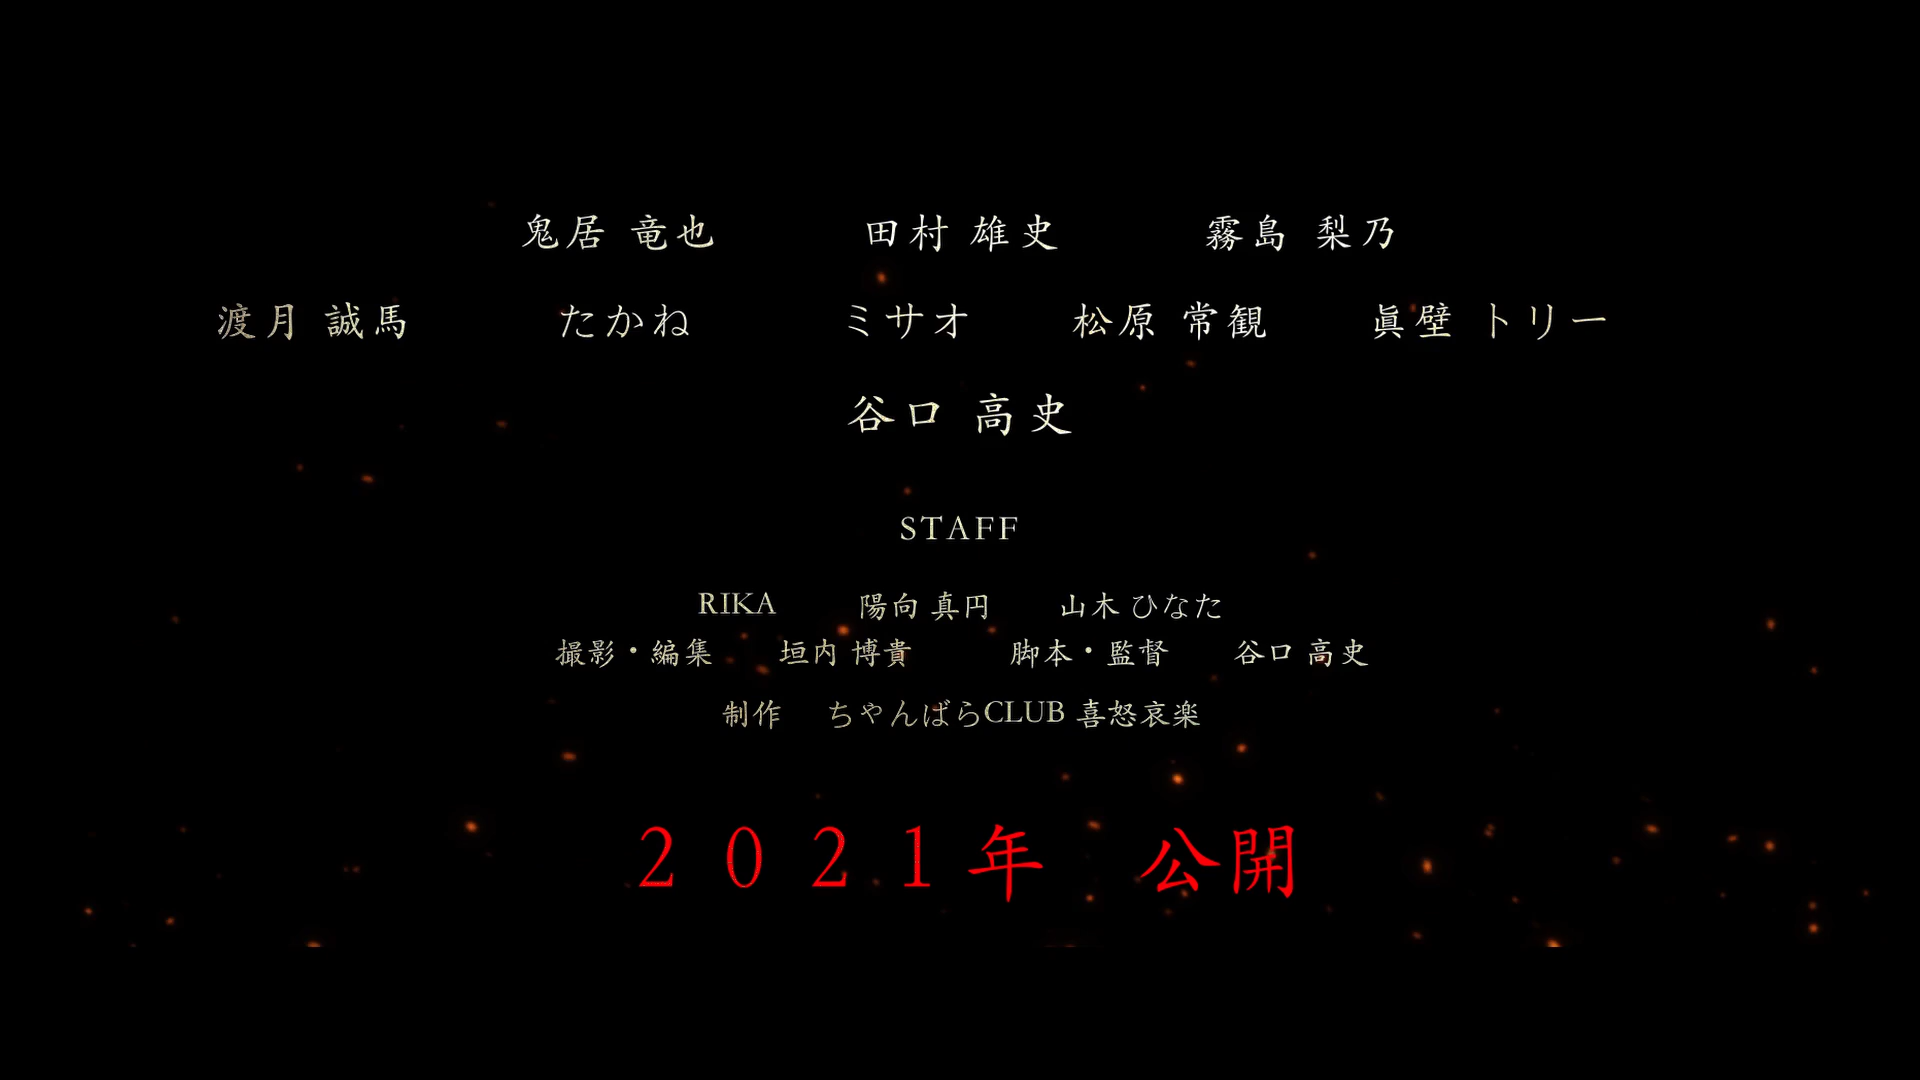 鬼居 竜也 田村 雄史 霧島 梨乃
渡月 誠馬 たかね ミサオ 松原 常観 眞壁 トリー
谷口 高史
STAFF
RIKA 陽向 真円 山木 ひなた
撮影・編集 垣内 博貴 脚本・監督 谷口 高史
制作 ちゃんばらCLUB 喜怒哀楽
２０２１年 公開